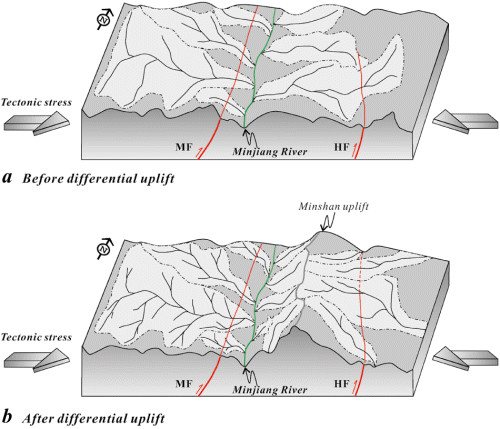 N
Tectonic stress
MF
Minjiang River
HF
a Before differential uplift
Minshan uplift
N
Tectonic stress
MF
Minjiang River
HF
b After differential uplift